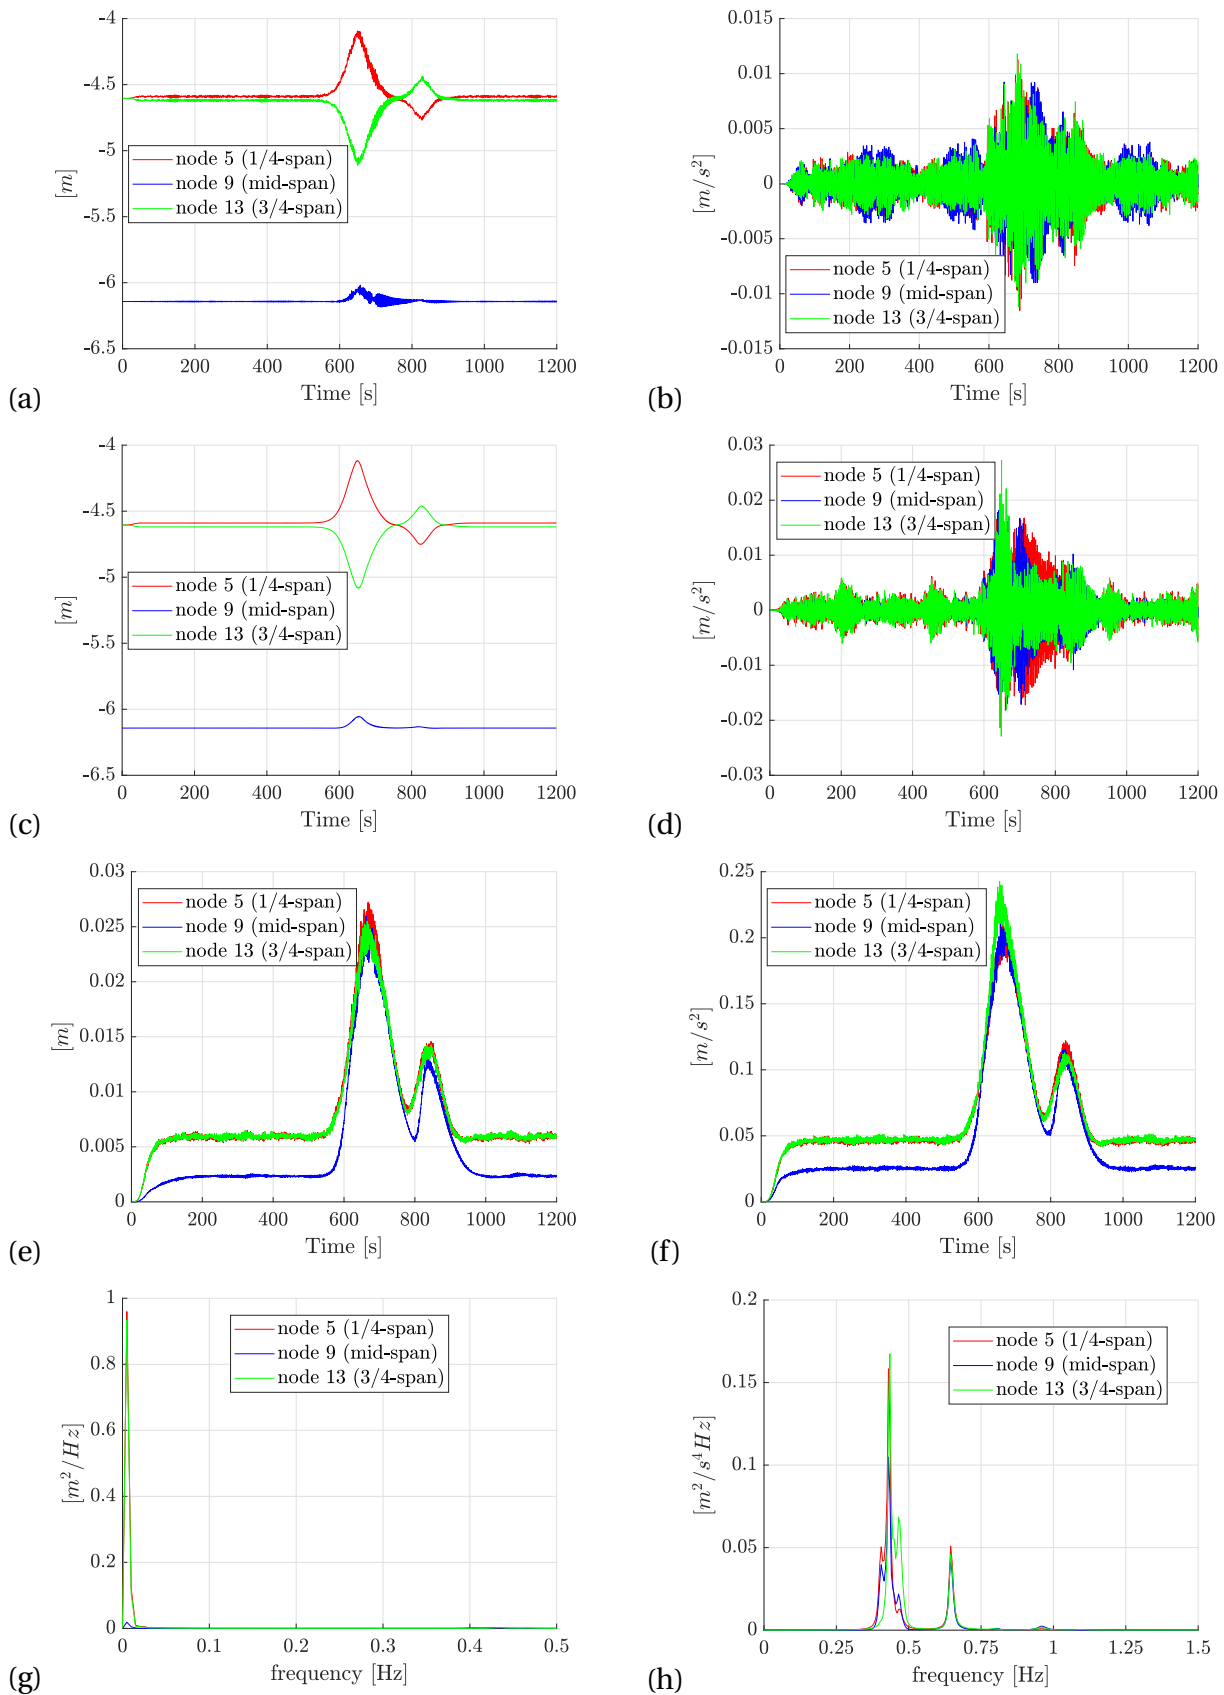 -4
-4.5
-5
-5.5
-6
-6.5
[m]
node 5 (1/4-span)
node 9 (mid-span)
node 13 (3/4-span)
0 200 400 600 800 1000 1200
Time [s]
(a)
0.015
0.01
0.005
0
-0.005
-0.01
-0.015
[m/s²]
node 5 (1/4-span)
node 9 (mid-span)
node 13 (3/4-span)
0 200 400 600 800 1000 1200
Time [s]
(b)
-4
-4.5
-5
-5.5
-6
-6.5
[m]
node 5 (1/4-span)
node 9 (mid-span)
node 13 (3/4-span)
0 200 400 600 800 1000 1200
Time [s]
(c)
0.03
0.02
0.01
0
-0.01
-0.02
-0.03
[m/s²]
node 5 (1/4-span)
node 9 (mid-span)
node 13 (3/4-span)
0 200 400 600 800 1000 1200
Time [s]
(d)
0.03
0.025
0.02
0.015
0.01
0.005
0
[m]
node 5 (1/4-span)
node 9 (mid-span)
node 13 (3/4-span)
0 200 400 600 800 1000 1200
Time [s]
(e)
0.25
0.2
0.15
0.1
0.05
0
[m/s²]
node 5 (1/4-span)
node 9 (mid-span)
node 13 (3/4-span)
0 200 400 600 800 1000 1200
Time [s]
(f)
1
0.8
0.6
0.4
0.2
0
[m²/Hz]
node 5 (1/4-span)
node 9 (mid-span)
node 13 (3/4-span)
0 0.1 0.2 0.3 0.4 0.5
frequency [Hz]
(g)
0.2
0.15
0.1
0.05
0
[m²/s⁴Hz]
node 5 (1/4-span)
node 9 (mid-span)
node 13 (3/4-span)
0 0.25 0.5 0.75 1 1.25 1.5
frequency [Hz]
(h)